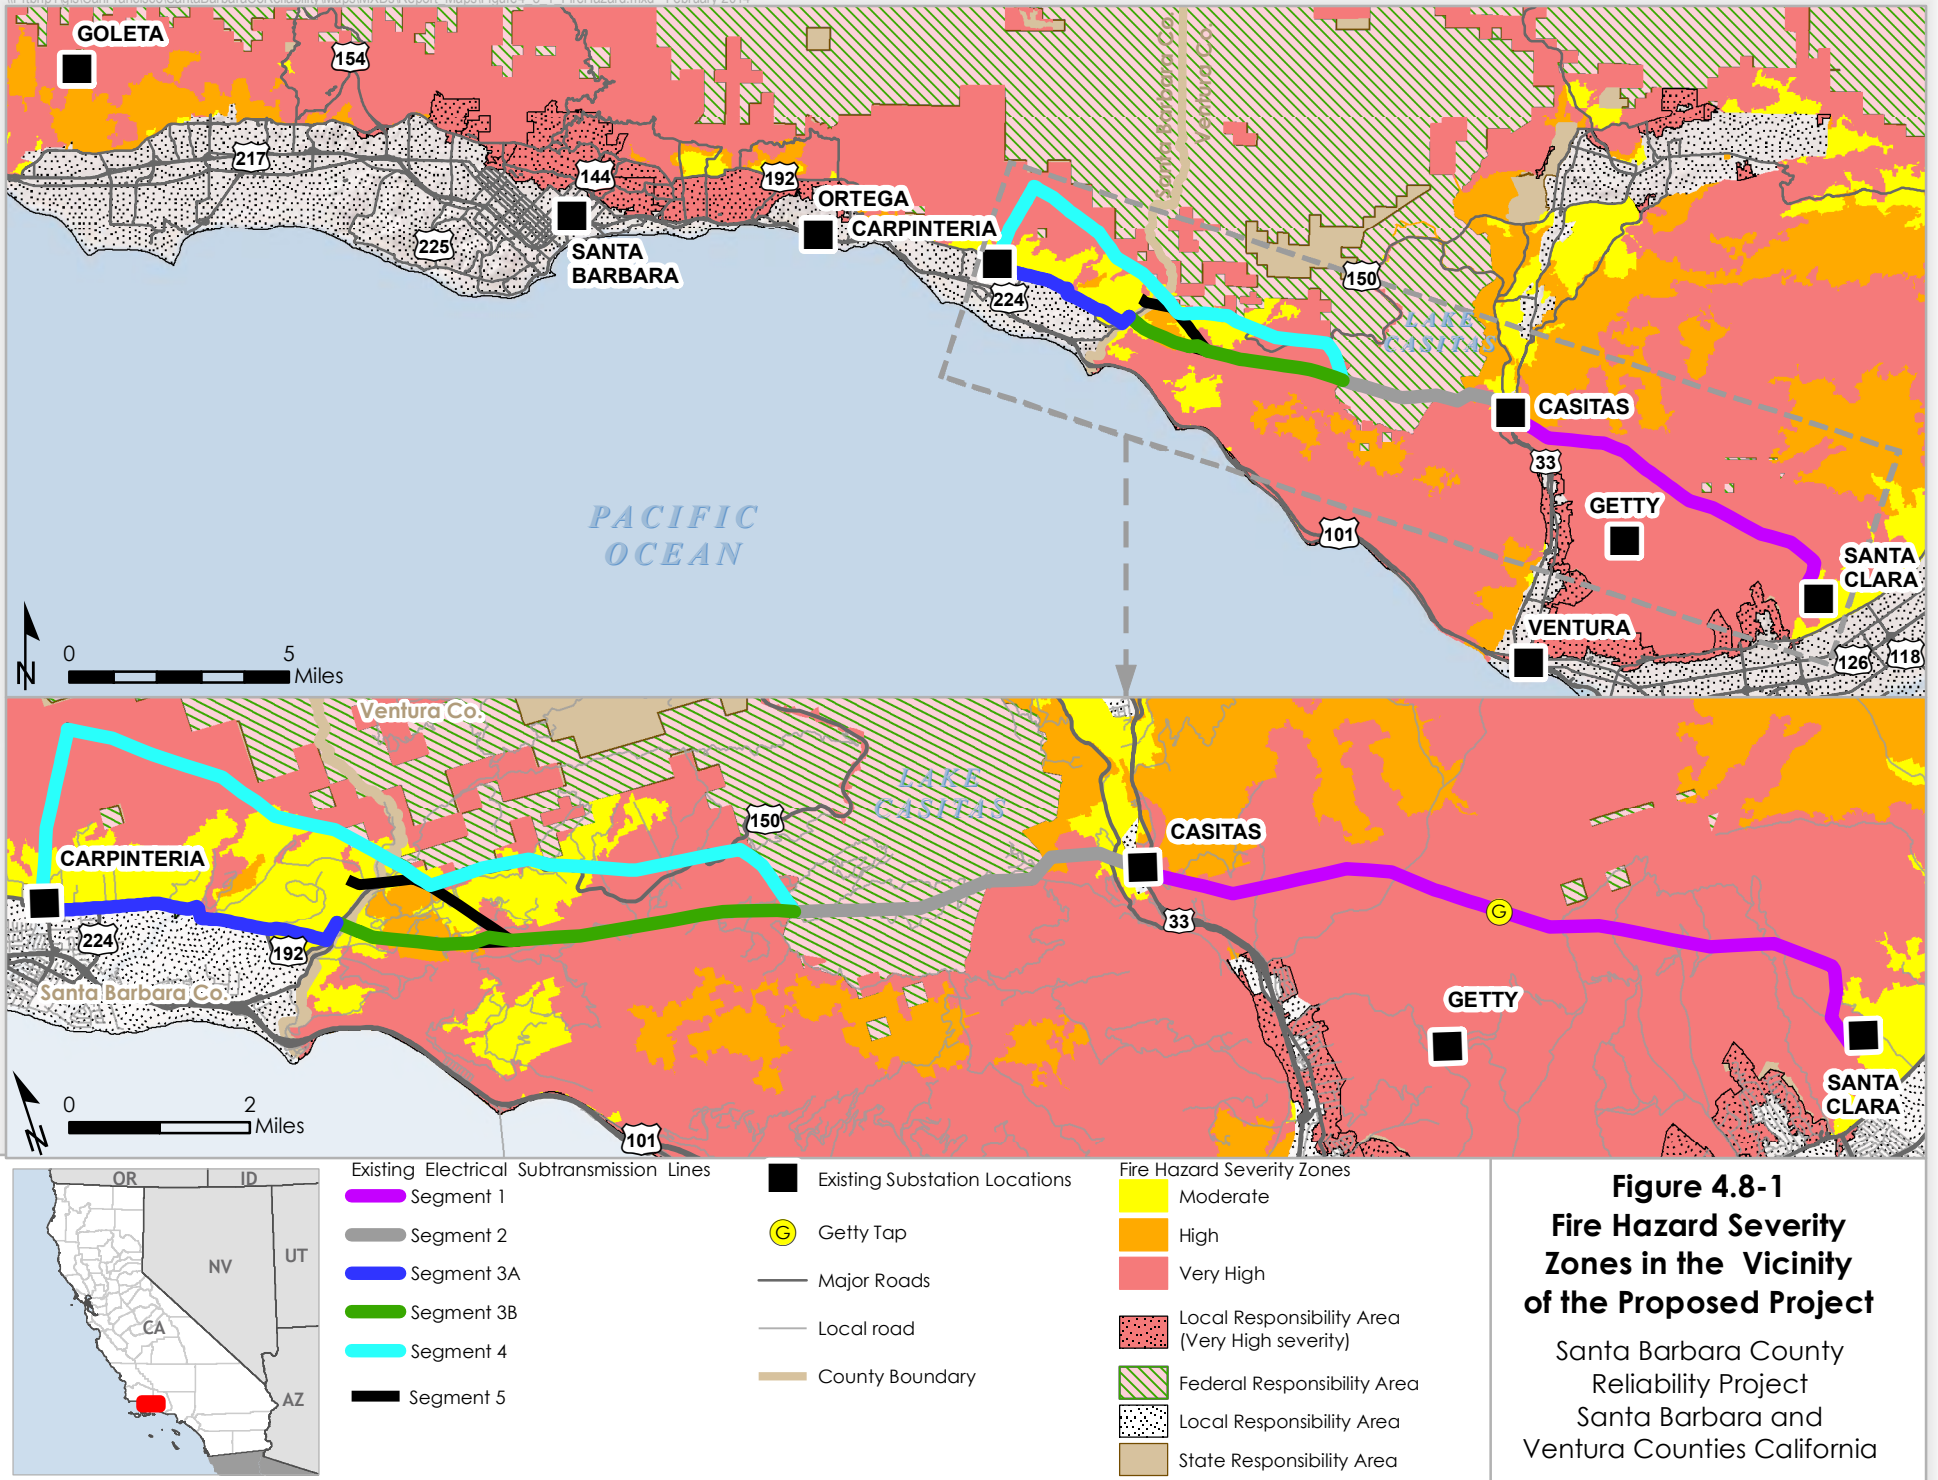 GOLETA
154
217
144
192
225
SANTA
BARBARA
ORTEGA
CARPINTERIA
224
Santa Barbara Co.
Ventura Co.
150
LAKE
CASITAS
CASITAS
33
GETTY
101
SANTA
CLARA
VENTURA
126
118
PACIFIC
OCEAN
N
0 5
Miles
Ventura Co.
LAKE
CASITAS
150
CARPINTERIA
CASITAS
G
224
192
33
Santa Barbara Co.
GETTY
SANTA
CLARA
101
N
0 2
Miles
OR
ID
NV
UT
CA
AZ
Existing Electrical Subtransmission Lines
Segment 1
Segment 2
Segment 3A
Segment 3B
Segment 4
Segment 5
Existing Substation Locations
G Getty Tap
Major Roads
Local road
County Boundary
Fire Hazard Severity Zones
Moderate
High
Very High
Local Responsibility Area
(Very High severity)
Federal Responsibility Area
Local Responsibility Area
State Responsibility Area
Figure 4.8-1
Fire Hazard Severity
Zones in the Vicinity
of the Proposed Project
Santa Barbara County
Reliability Project
Santa Barbara and
Ventura Counties California